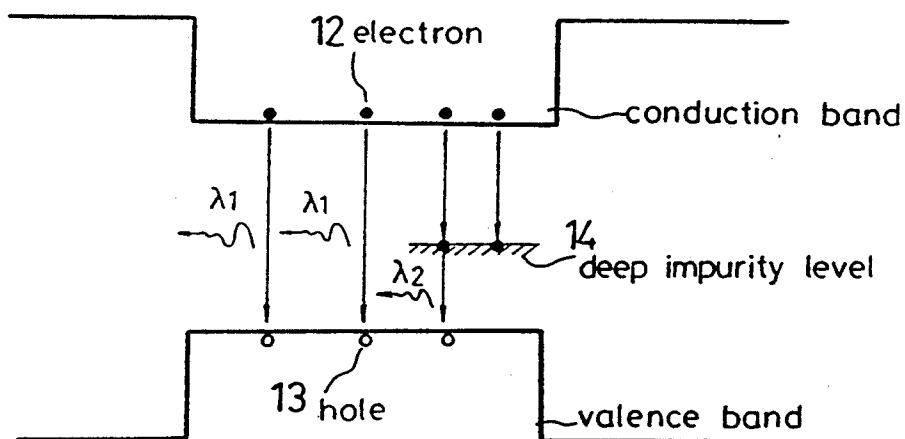 12 electron
conduction band
λ1
λ1
14
deep impurity level
λ2
13 hole
valence band